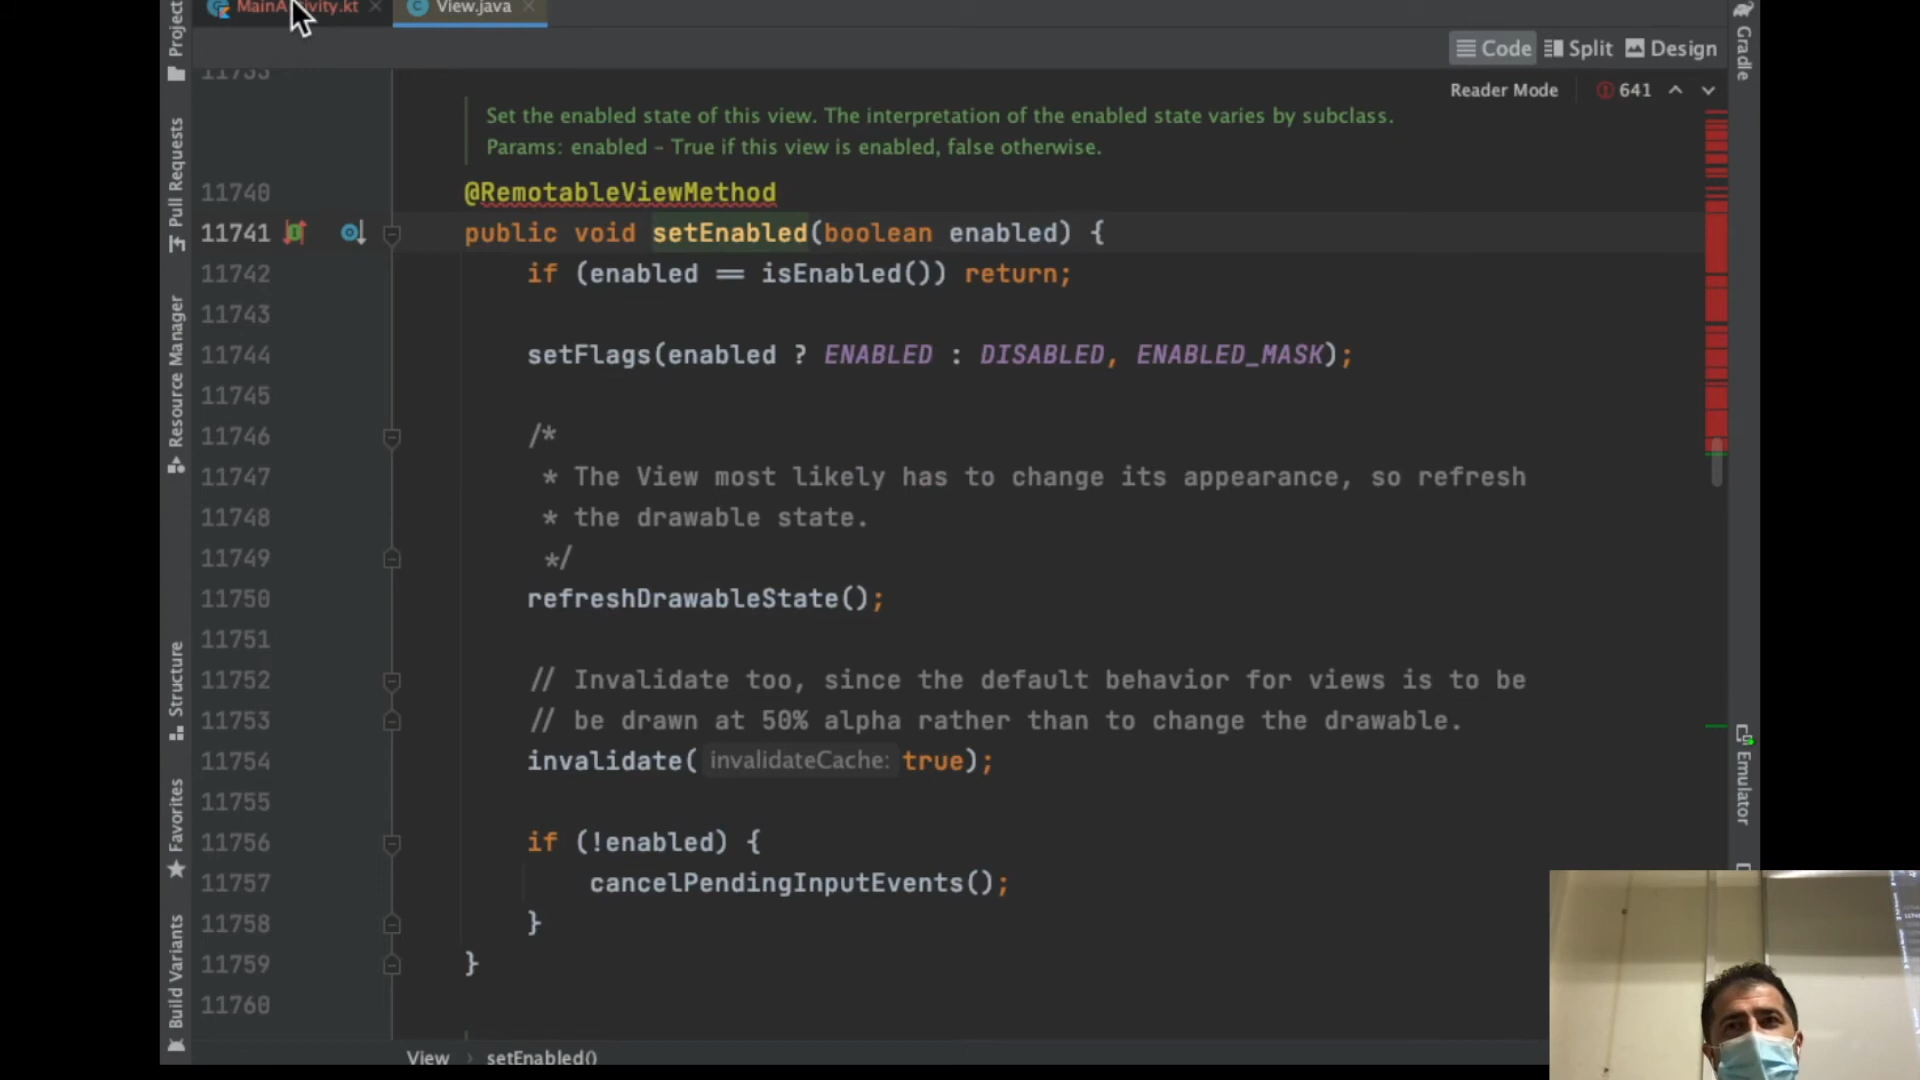 MainActivity.kt
View.java
Code Split Design
Reader Mode 641
Set the enabled state of this view. The interpretation of the enabled state varies by subclass.
Params: enabled – True if this view is enabled, false otherwise.
11740 @RemotableViewMethod
11741 public void setEnabled(boolean enabled) {
11742 if (enabled == isEnabled()) return;
11743
11744 setFlags(enabled ? ENABLED : DISABLED, ENABLED_MASK);
11745
11746 /*
11747 * The View most likely has to change its appearance, so refresh
11748 * the drawable state.
11749 */
11750 refreshDrawableState();
11751
11752 // Invalidate too, since the default behavior for views is to be
11753 // be drawn at 50% alpha rather than to change the drawable.
11754 invalidate( invalidateCache: true);
11755
11756 if (!enabled) {
11757 cancelPendingInputEvents();
11758 }
11759 }
11760
View › setEnabled()
Project
Pull Requests
Resource Manager
Structure
Favorites
Build Variants
Gradle
Emulator